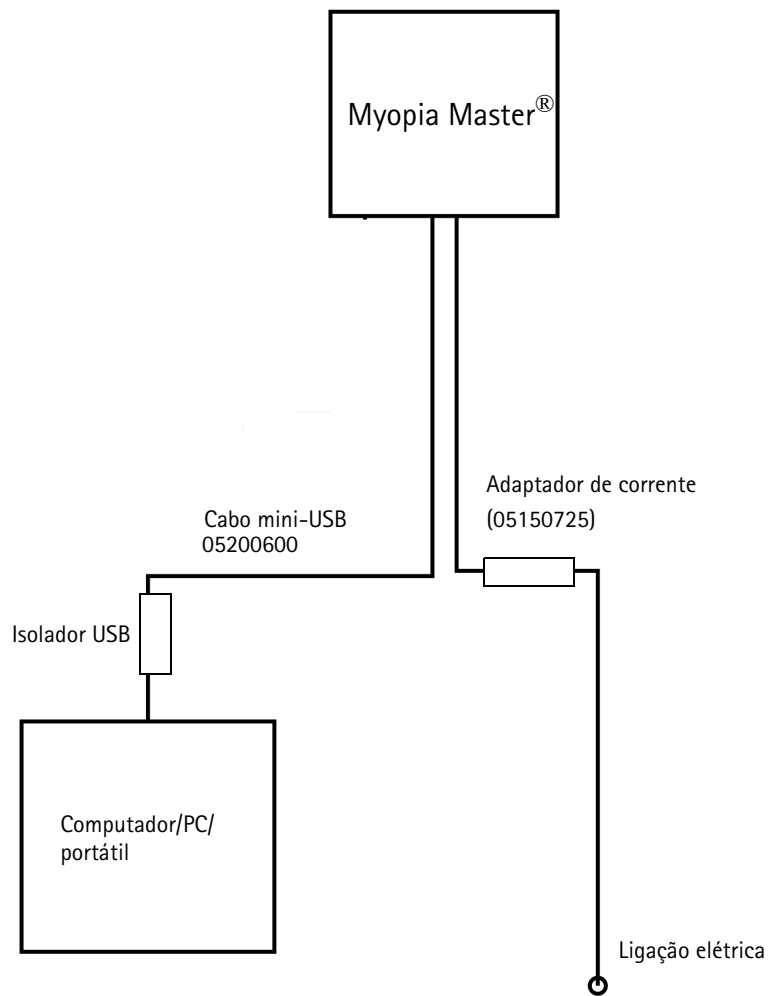 Myopia Master®
Adaptador de corrente
(05150725)
Cabo mini-USB
05200600
Isolador USB
Computador/PC/
portátil
Ligação elétrica